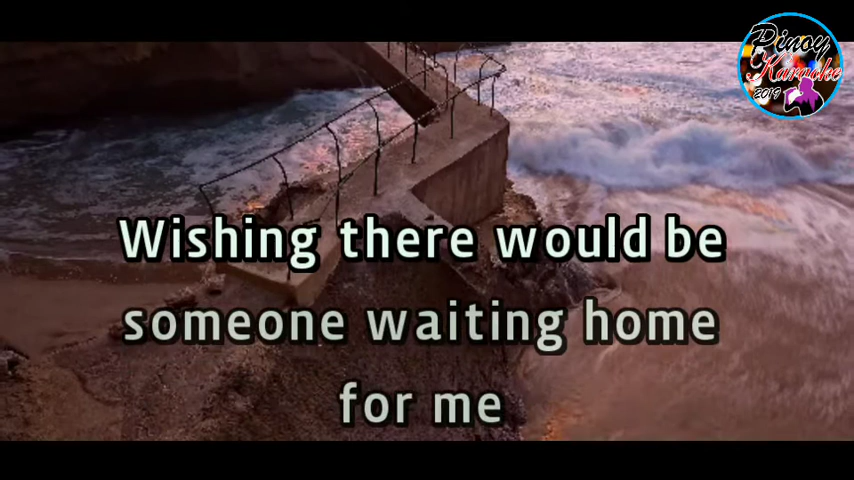 Pinoy
Karaoke
2019
Wishing there would be
someone waiting home
for me